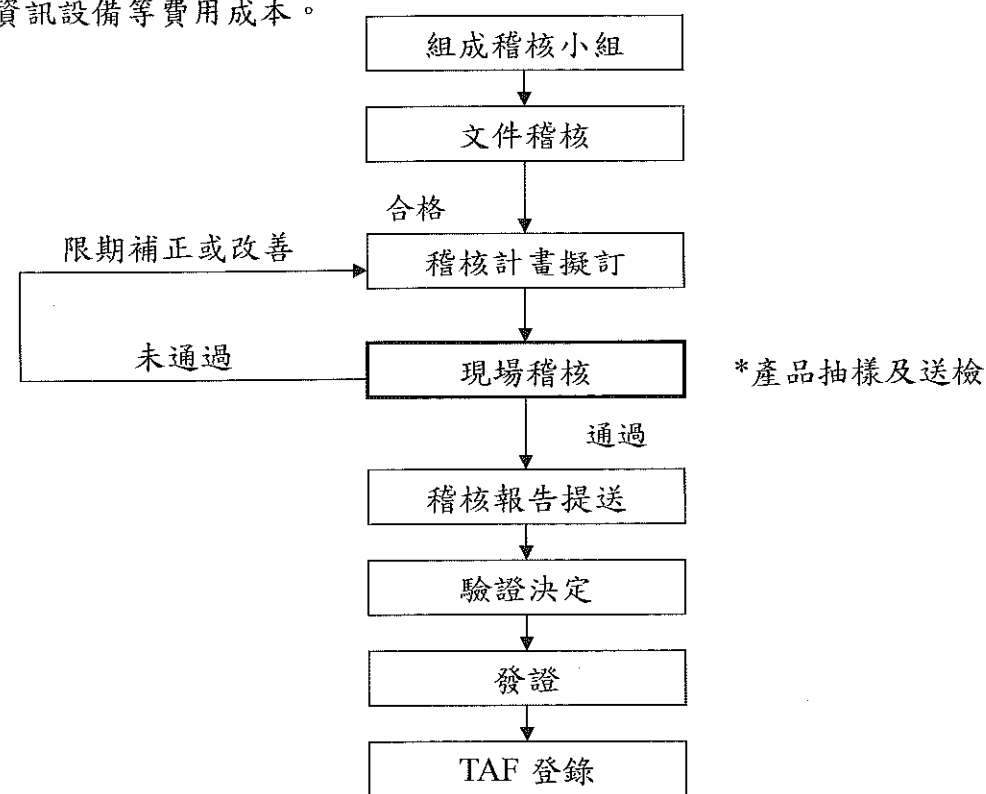 資訊設備等費用成本。
組成稽核小組
文件稽核
合格
限期補正或改善
稽核計畫擬訂
未通過
現場稽核
*產品抽樣及送檢
通過
稽核報告提送
驗證決定
發證
TAF 登錄